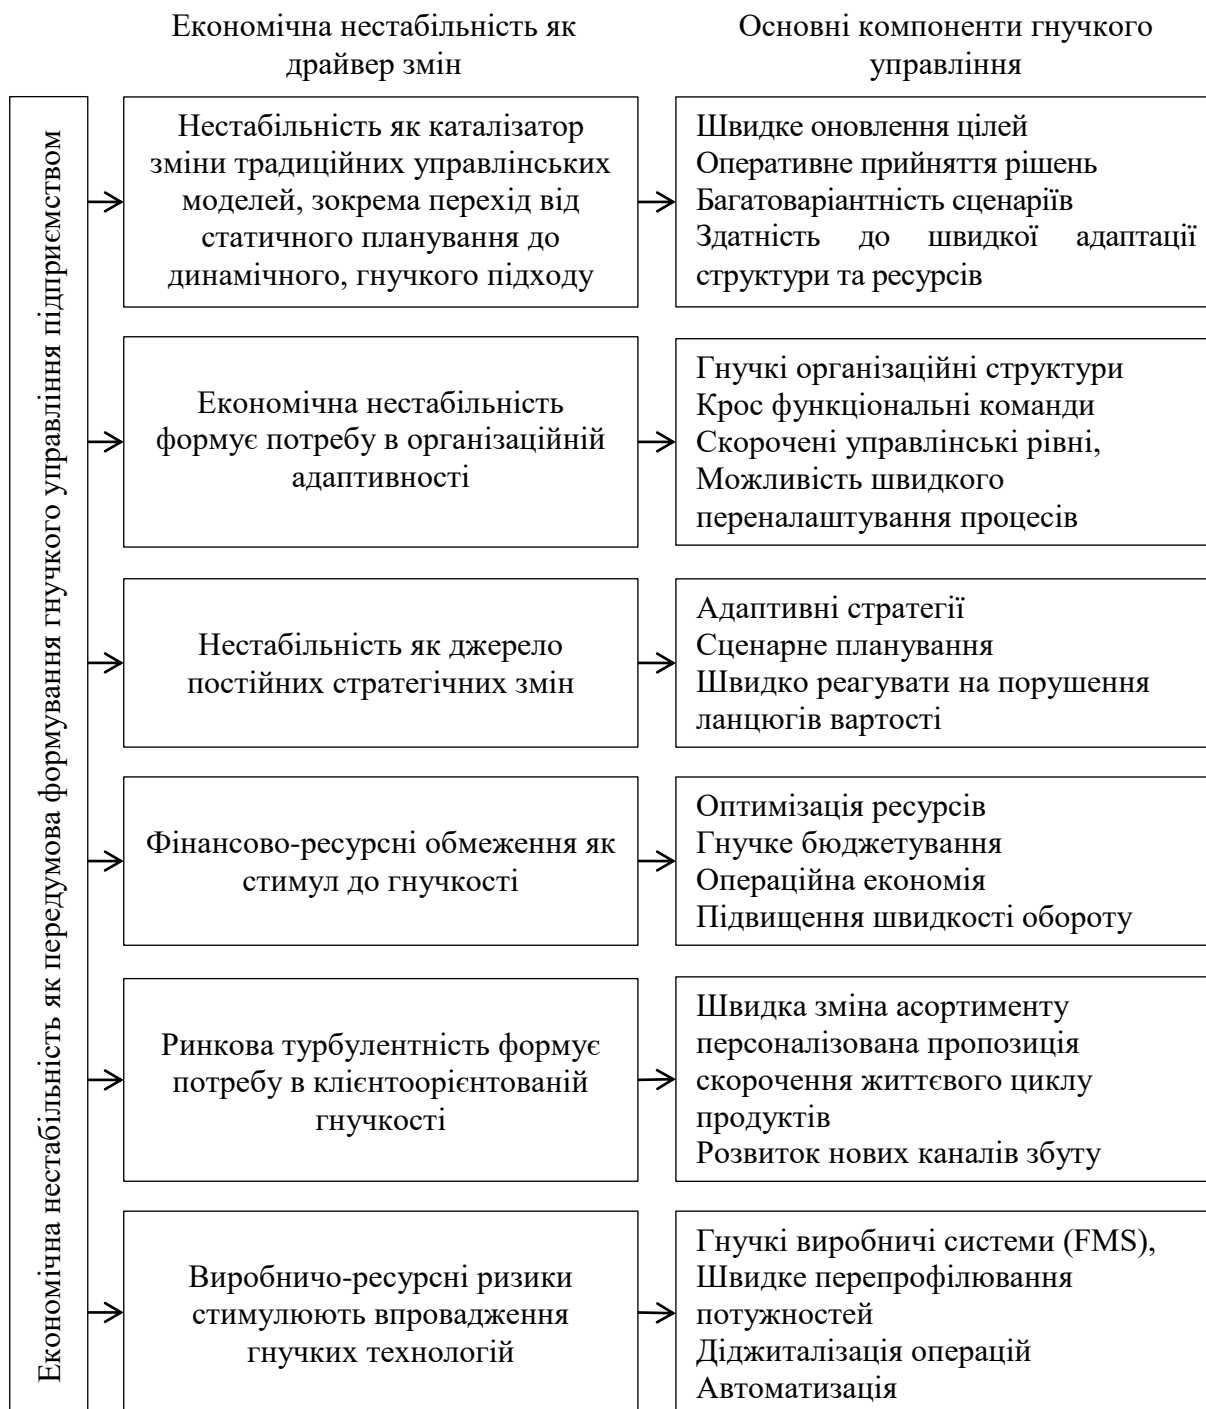 Економічна нестабільність як
драйвер змін
Основні компоненти гнучкого
управління
Економічна нестабільність як передумова формування гнучкого управління підприємством
Нестабільність як каталізатор
зміни традиційних управлінських
моделей, зокрема перехід від
статичного планування до
динамічного, гнучкого підходу
Швидке оновлення цілей
Оперативне прийняття рішень
Багатоваріантність сценаріїв
Здатність до швидкої адаптації
структури та ресурсів
Економічна нестабільність
формує потребу в організаційній
адаптивності
Гнучкі організаційні структури
Крос функціональні команди
Скорочені управлінські рівні,
Можливість швидкого
переналаштування процесів
Нестабільність як джерело
постійних стратегічних змін
Адаптивні стратегії
Сценарне планування
Швидко реагувати на порушення
ланцюгів вартості
Фінансово-ресурсні обмеження як
стимул до гнучкості
Оптимізація ресурсів
Гнучке бюджетування
Операційна економія
Підвищення швидкості обороту
Ринкова турбулентність формує
потребу в клієнтоорієнтованій
гнучкості
Швидка зміна асортименту
персоналізована пропозиція
скорочення життєвого циклу
продуктів
Розвиток нових каналів збуту
Виробничо-ресурсні ризики
стимулюють впровадження
гнучких технологій
Гнучкі виробничі системи (FMS),
Швидке перепрофілювання
потужностей
Діджиталізація операцій
Автоматизація